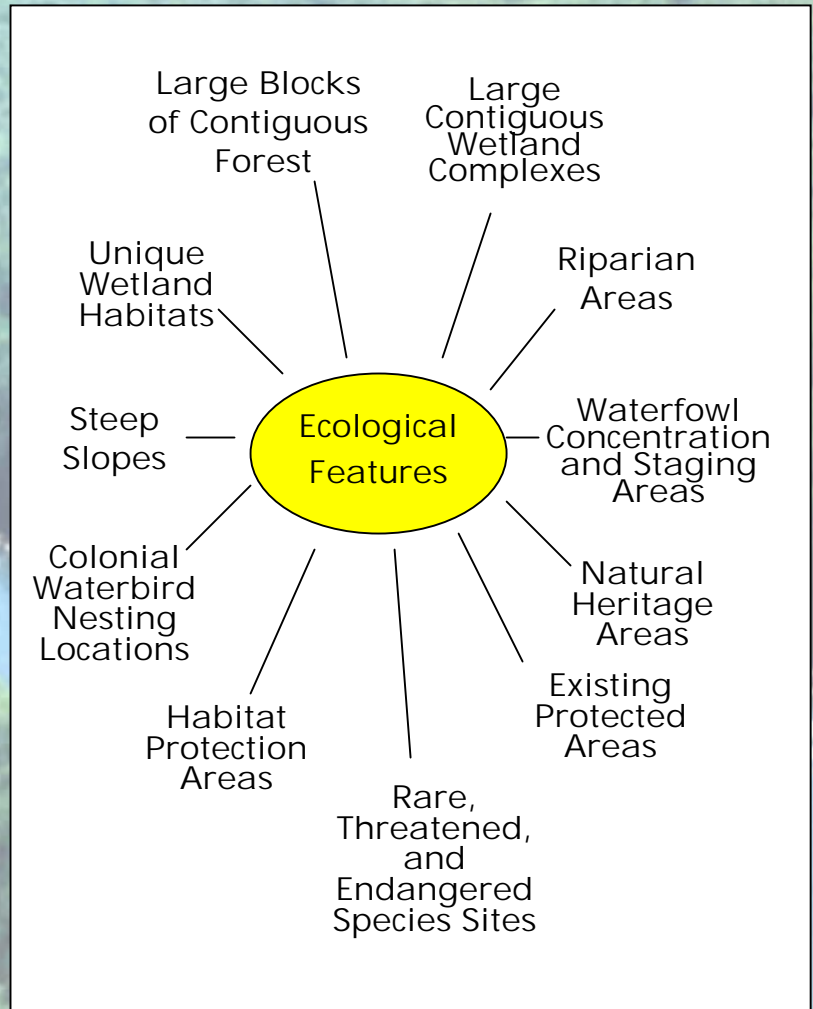 Large Blocks
of Contiguous
Forest
Large
Contiguous
Wetland
Complexes
Unique
Wetland
Habitats
Riparian
Areas
Steep
Slopes
Ecological
Features
Waterfowl
Concentration
and Staging
Areas
Colonial
Waterbird
Nesting
Locations
Natural
Heritage
Areas
Habitat
Protection
Areas
Existing
Protected
Areas
Rare,
Threatened,
and
Endangered
Species Sites